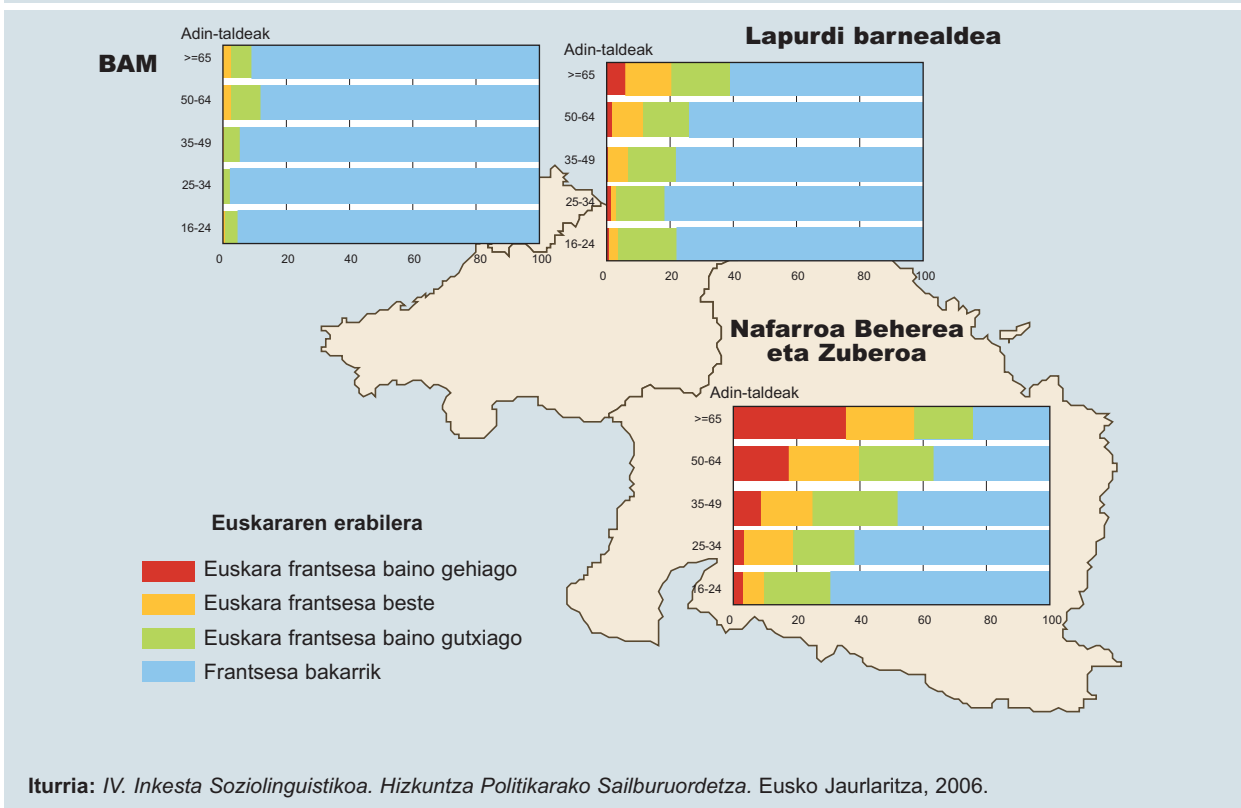 BAM
Adin-taldeak
>=65
50-64
35-49
25-34
16-24
0 20 40 60 80 100
Lapurdi barnealdea
Adin-taldeak
>=65
50-64
35-49
25-34
16-24
0 20 40 60 80 100
Nafarroa Beherea
eta Zuberoa
Adin-taldeak
>=65
50-64
35-49
25-34
16-24
0 20 40 60 80 100
Euskararen erabilera
Euskara frantsesa baino gehiago
Euskara frantsesa beste
Euskara frantsesa baino gutxiago
Frantsesa bakarrik
Iturria: IV. Inkesta Soziolinguistikoa. Hizkuntza Politikarako Sailburuordetza. Eusko Jaurlaritza, 2006.